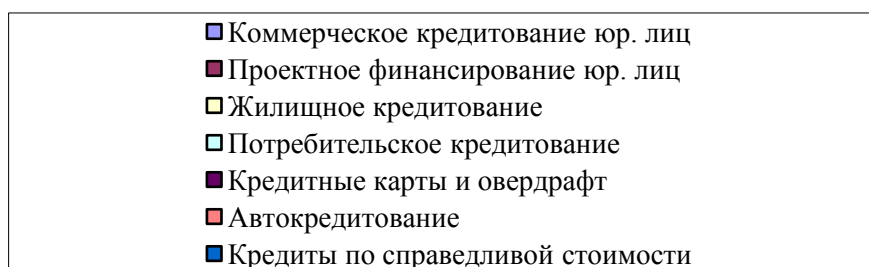 Коммерческое кредитование юр. лиц
Проектное финансирование юр. лиц
Жилищное кредитование
Потребительское кредитование
Кредитные карты и овердрафт
Автокредитование
Кредиты по справедливой стоимости